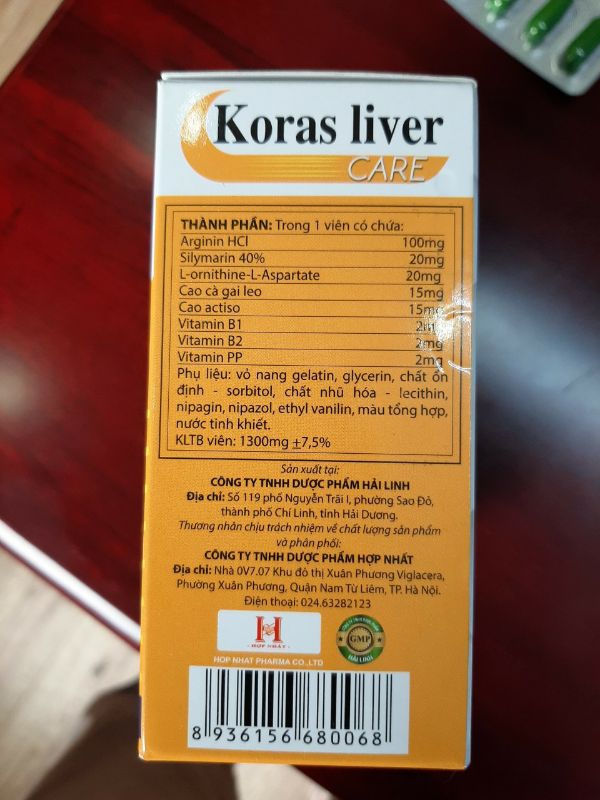 Koras liver
CARE
THÀNH PHẦN: Trong 1 viên có chứa:
Arginin HCl 100mg
Silymarin 40% 20mg
L-ornithine-L-Aspartate 20mg
Cao cà gai leo 15mg
Cao actiso 15mg
Vitamin B1 2mg
Vitamin B2 2mg
Vitamin PP 2mg
Phụ liệu: vỏ nang gelatin, glycerin, chất ổn
định - sorbitol, chất nhũ hóa - lecithin,
nipagin, nipazol, ethyl vanilin, màu tổng hợp,
nước tinh khiết.
KLTB viên: 1300mg ±7,5%
Sản xuất tại:
CÔNG TY TNHH DƯỢC PHẨM HẢI LINH
Địa chỉ: Số 119 phố Nguyễn Trãi I, phường Sao Đỏ,
thành phố Chí Linh, tỉnh Hải Dương.
Thương nhân chịu trách nhiệm về chất lượng sản phẩm
và phân phối:
CÔNG TY TNHH DƯỢC PHẨM HỢP NHẤT
Địa chỉ: Nhà 0V7.07 Khu đô thị Xuân Phương Viglacera,
Phường Xuân Phương, Quận Nam Từ Liêm, TP. Hà Nội.
Điện thoại: 024.63282123
H
- HỢP NHẤT -
HOP NHAT PHARMA CO.,LTD
GMP
HẢI LINH
8 936156 680068